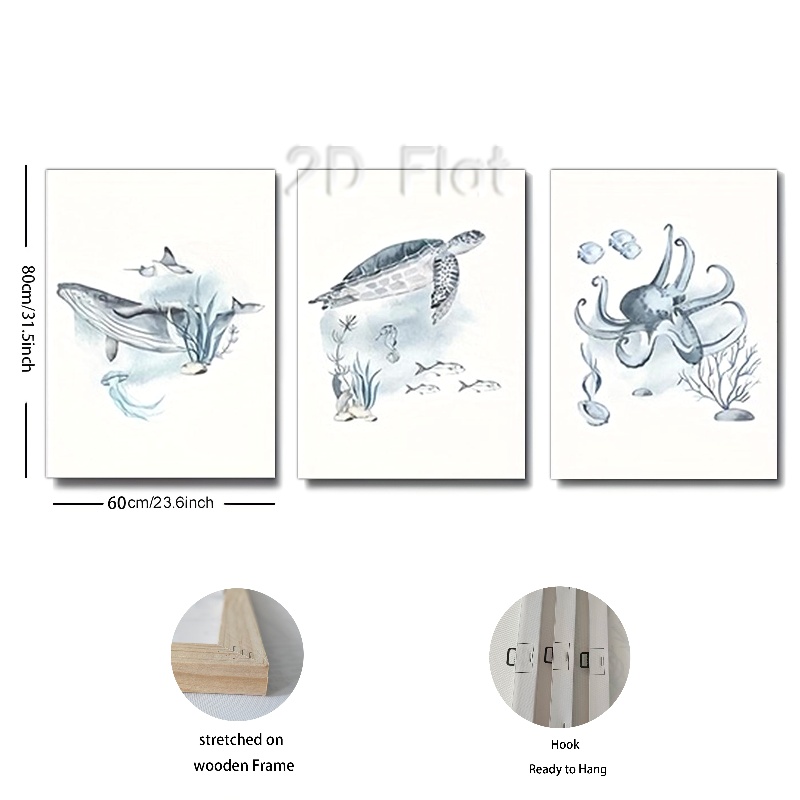 2D Flat
80cm/31.5inch
60cm/23.6inch
stretched on
wooden Frame
Hook
Ready to Hang